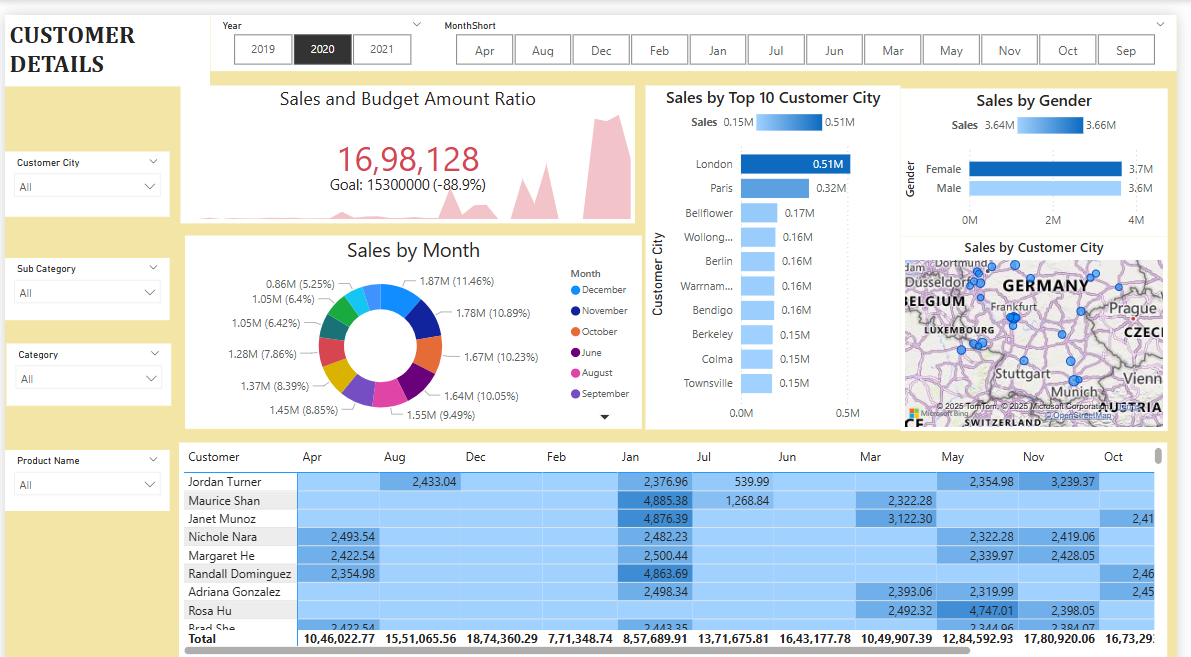 CUSTOMER
DETAILS
Year
2019 2020 2021
MonthShort
Apr Aug Dec Feb Jan Jul Jun Mar May Nov Oct Sep
Customer City
All
Sub Category
All
Category
All
Product Name
All
Sales and Budget Amount Ratio
16,98,128
Goal: 15300000 (-88.9%)
Sales by Month
1.87M (11.46%)
1.78M (10.89%)
1.67M (10.23%)
1.64M (10.05%)
1.55M (9.49%)
1.45M (8.85%)
1.37M (8.39%)
1.28M (7.86%)
1.05M (6.42%)
1.05M (6.4%)
0.86M (5.25%)
Month
December
November
October
June
August
September
Sales by Top 10 Customer City
Sales 0.15M 0.51M
Customer City
London 0.51M
Paris 0.32M
Bellflower 0.17M
Wollong... 0.16M
Berlin 0.16M
Warrnam... 0.16M
Bendigo 0.16M
Berkeley 0.15M
Colma 0.15M
Townsville 0.15M
0.0M 0.5M
Sales by Gender
Sales 3.64M 3.66M
Gender
Female 3.7M
Male 3.6M
0M 2M 4M
Sales by Customer City
dam Dortmund
Düsseldorf GERMANY
BELGIUM Frankfurt Prague
LUXEMBOURG CZEC
Stuttgart Vienn
Munich
© 2025 TomTom, © 2025 Microsoft Corporation
AUSTRIA
Microsoft Bing © OpenStreetMap
CE SWITZERLAND
Customer Apr Aug Dec Feb Jan Jul Jun Mar May Nov Oct
Jordan Turner 2,433.04 2,376.96 539.99 2,354.98 3,239.37
Maurice Shan 4,885.38 1,268.84 2,322.28
Janet Munoz 4,876.39 3,122.30 2,41
Nichole Nara 2,493.54 2,482.23 2,322.28 2,419.06
Margaret He 2,422.54 2,500.44 2,339.97 2,428.05
Randall Dominguez 2,354.98 4,863.69 2,46
Adriana Gonzalez 2,498.34 2,393.06 2,319.99 2,45
Rosa Hu 2,492.32 4,747.01 2,398.05
Brad She 2,422.54 2,443.35 2,344.96 2,384.07
Total 10,46,022.77 15,51,065.56 18,74,360.29 7,71,348.74 8,57,689.91 13,71,675.81 16,43,177.78 10,49,907.39 12,84,592.93 17,80,920.06 16,73,29